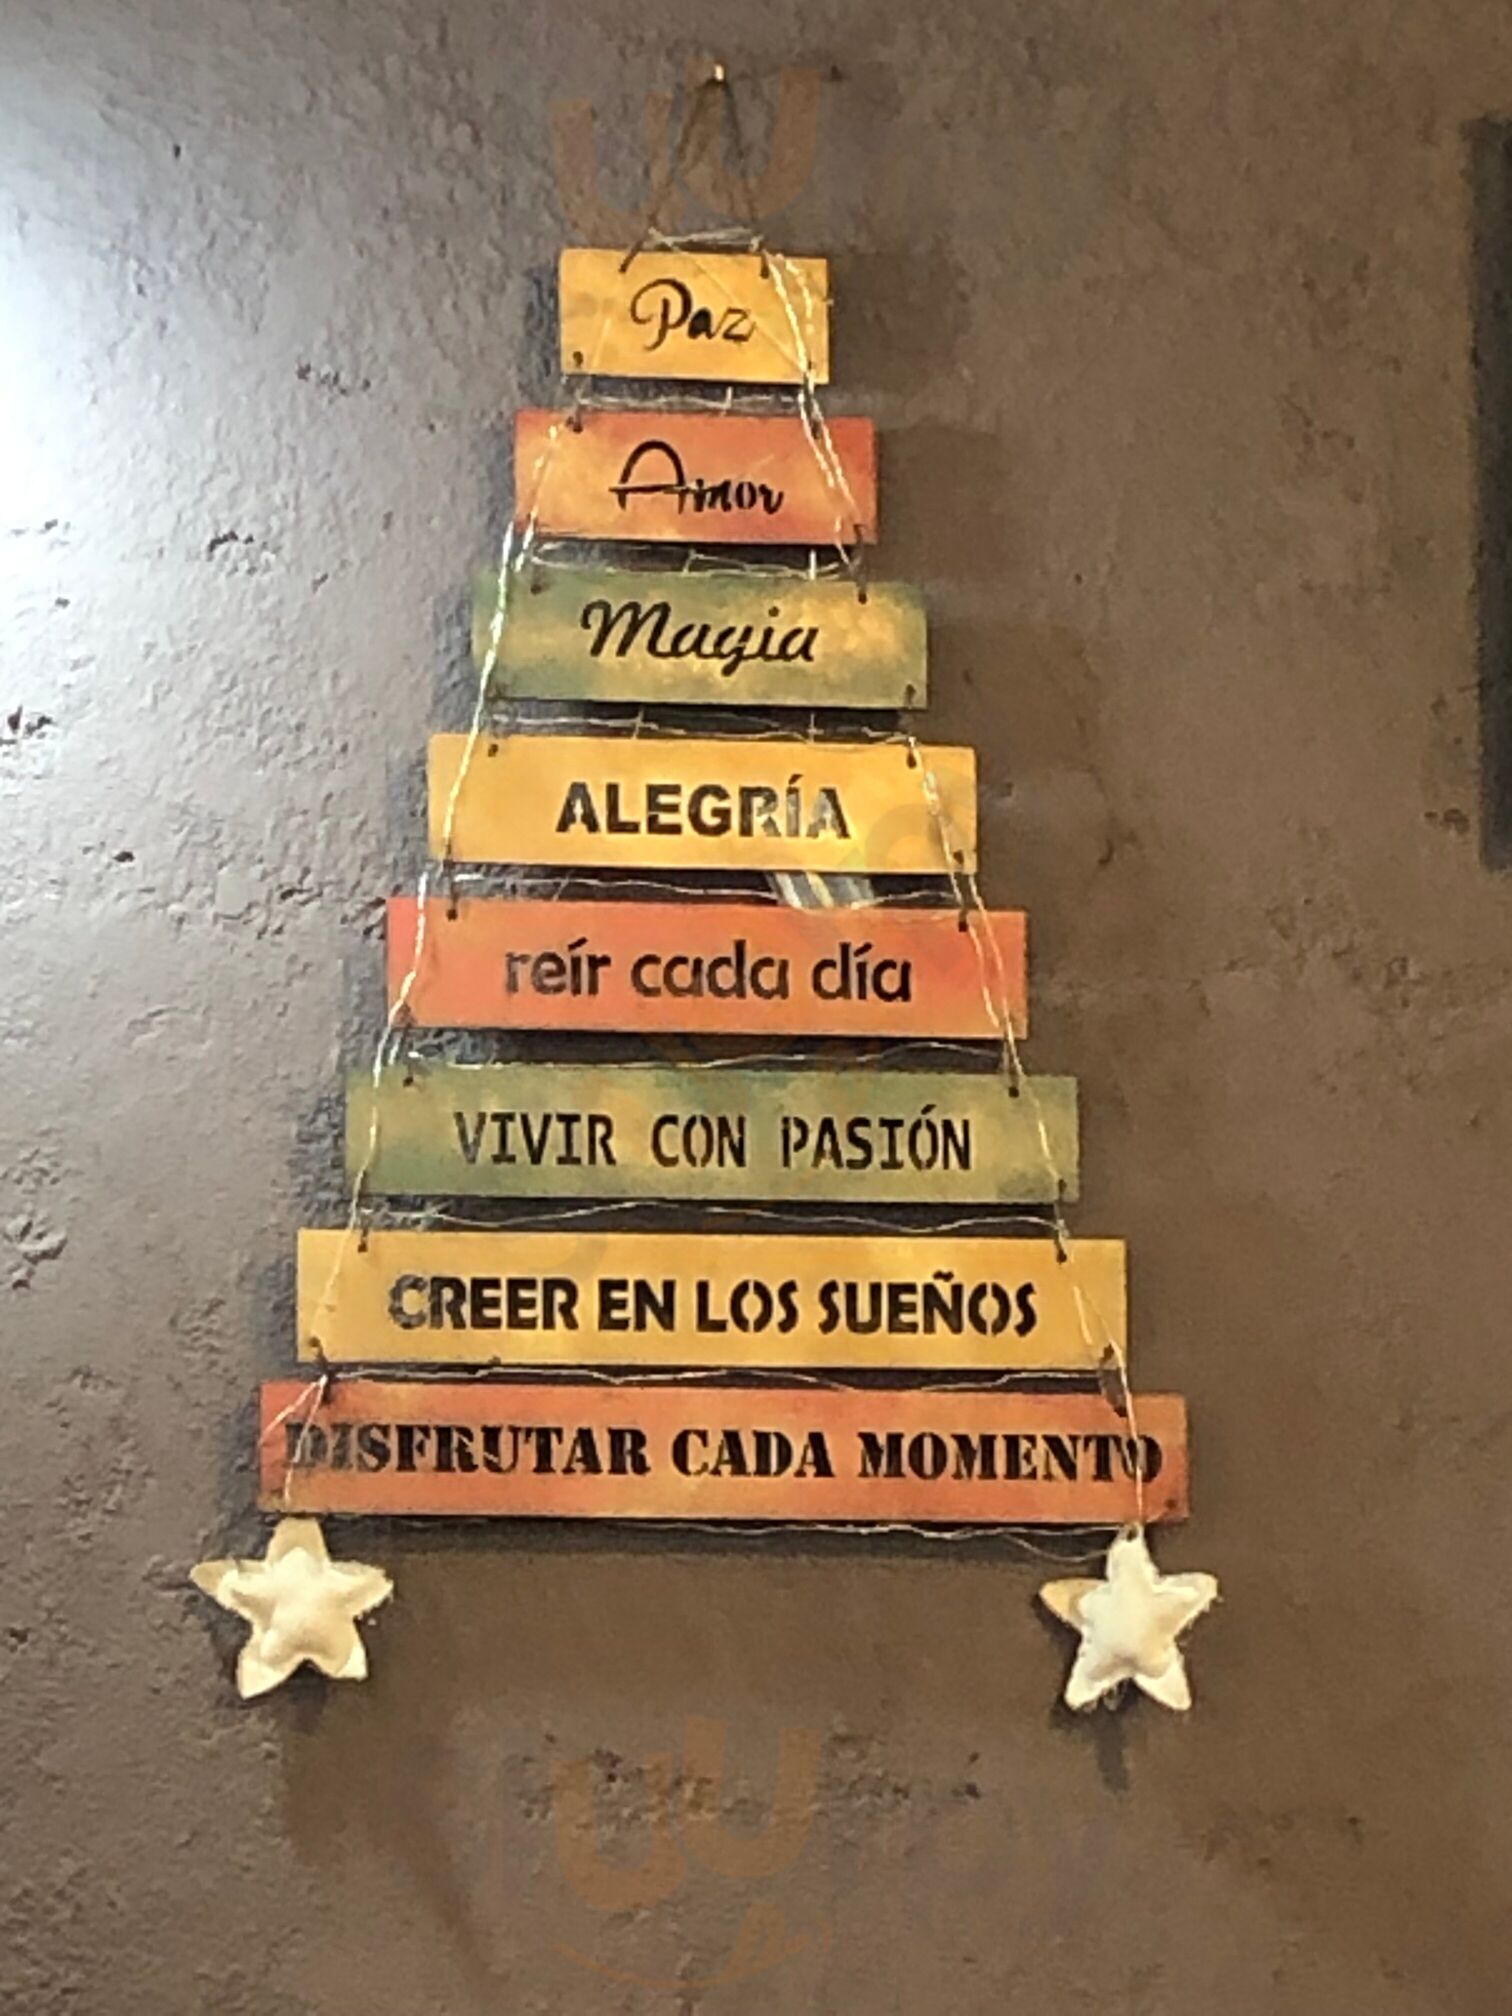 Paz
Amor
Magia
ALEGRÍA
reír cada día
VIVIR CON PASIÓN
CREER EN LOS SUEÑOS
DISFRUTAR CADA MOMENTO